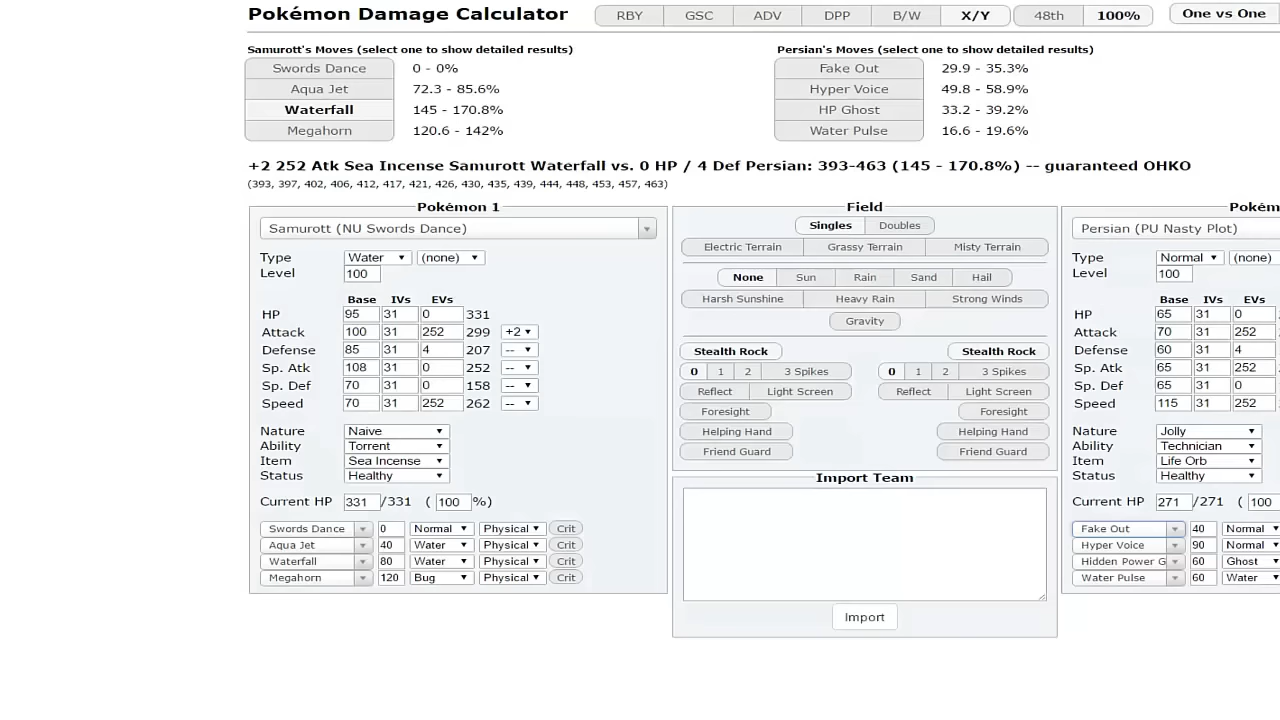 Pokémon Damage Calculator RBY GSC ADV DPP B/W X/Y 48th 100% One vs One
Samurott's Moves (select one to show detailed results) Persian's Moves (select one to show detailed results)
Swords Dance 0 - 0% Fake Out 29.9 - 35.3%
Aqua Jet 72.3 - 85.6% Hyper Voice 49.8 - 58.9%
Waterfall 145 - 170.8% HP Ghost 33.2 - 39.2%
Megahorn 120.6 - 142% Water Pulse 16.6 - 19.6%
+2 252 Atk Sea Incense Samurott Waterfall vs. 0 HP / 4 Def Persian: 393-463 (145 - 170.8%) -- guaranteed OHKO
(393, 397, 402, 406, 412, 417, 421, 426, 430, 435, 439, 444, 448, 453, 457, 463)
Pokémon 1
Samurott (NU Swords Dance)
Type Water (none)
Level 100
Base IVs EVs
HP 95 31 0 331
Attack 100 31 252 299 +2
Defense 85 31 4 207 --
Sp. Atk 108 31 0 252 --
Sp. Def 70 31 0 158 --
Speed 70 31 252 262 --
Nature Naive
Ability Torrent
Item Sea Incense
Status Healthy
Current HP 331 /331 ( 100 %)
Swords Dance 0 Normal Physical Crit
Aqua Jet 40 Water Physical Crit
Waterfall 80 Water Physical Crit
Megahorn 120 Bug Physical Crit
Field
Singles Doubles
Electric Terrain Grassy Terrain Misty Terrain
None Sun Rain Sand Hail
Harsh Sunshine Heavy Rain Strong Winds
Gravity
Stealth Rock Stealth Rock
0 1 2 3 Spikes 0 1 2 3 Spikes
Reflect Light Screen Reflect Light Screen
Foresight Foresight
Helping Hand Helping Hand
Friend Guard Friend Guard
Import Team
Import
Pokém
Persian (PU Nasty Plot)
Type Normal (none)
Level 100
Base IVs EVs
HP 65 31 0
Attack 70 31 252
Defense 60 31 4
Sp. Atk 65 31 252
Sp. Def 65 31 0
Speed 115 31 252
Nature Jolly
Ability Technician
Item Life Orb
Status Healthy
Current HP 271 /271 ( 100
Fake Out 40 Normal
Hyper Voice 90 Normal
Hidden Power G 60 Ghost
Water Pulse 60 Water